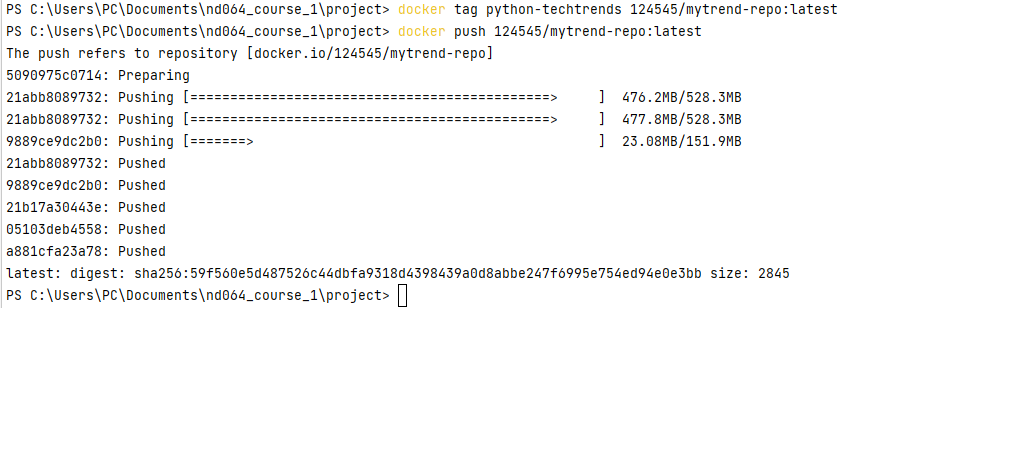 PS C:\Users\PC\Documents\nd064_course_1\project> docker tag python-techtrends 124545/mytrend-repo:latest
PS C:\Users\PC\Documents\nd064_course_1\project> docker push 124545/mytrend-repo:latest
The push refers to repository [docker.io/124545/mytrend-repo]
5090975c0714: Preparing
21abb8089732: Pushing [=============================================>     ]  476.2MB/528.3MB
21abb8089732: Pushing [=============================================>     ]  477.8MB/528.3MB
9889ce9dc2b0: Pushing [=======>                                           ]  23.08MB/151.9MB
21abb8089732: Pushed
9889ce9dc2b0: Pushed
21b17a30443e: Pushed
05103deb4558: Pushed
a881cfa23a78: Pushed
latest: digest: sha256:59f560e5d487526c44dbfa9318d4398439a0d8abbe247f6995e754ed94e0e3bb size: 2845
PS C:\Users\PC\Documents\nd064_course_1\project>